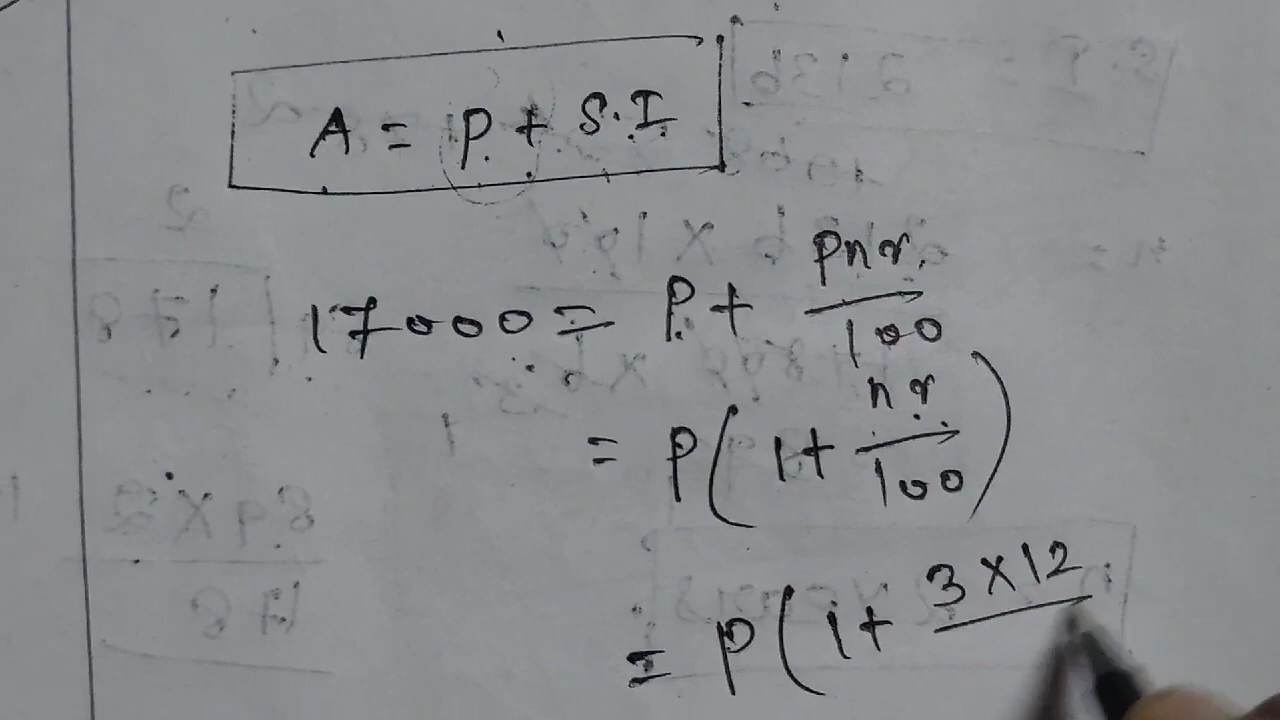 A = P + S.I
17000 = P + Pnr/100
= P(1 + nr/100)
= P(1 + 3×12